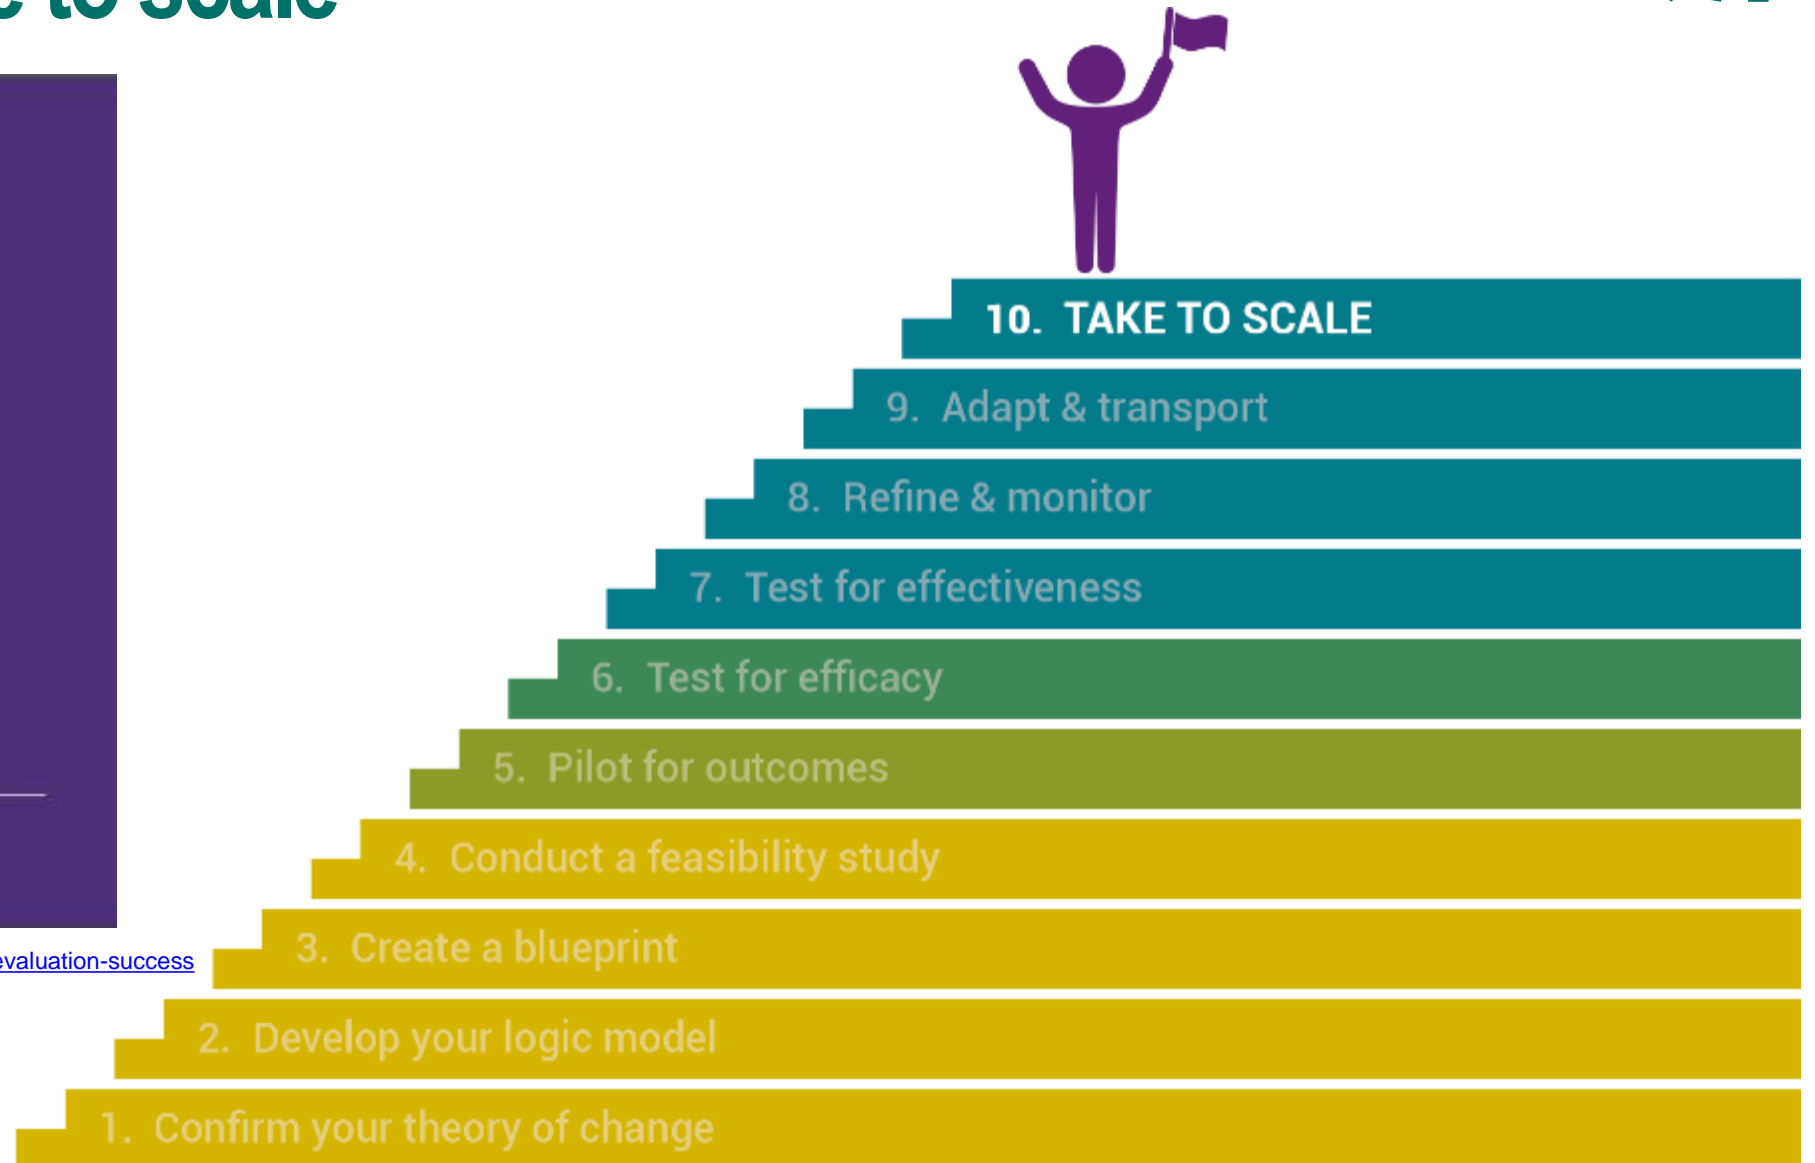 e to scale
10. TAKE TO SCALE
9. Adapt & transport
8. Refine & monitor
7. Test for effectiveness
6. Test for efficacy
5. Pilot for outcomes
4. Conduct a feasibility study
3. Create a blueprint
evaluation-success
2. Develop your logic model
1. Confirm your theory of change